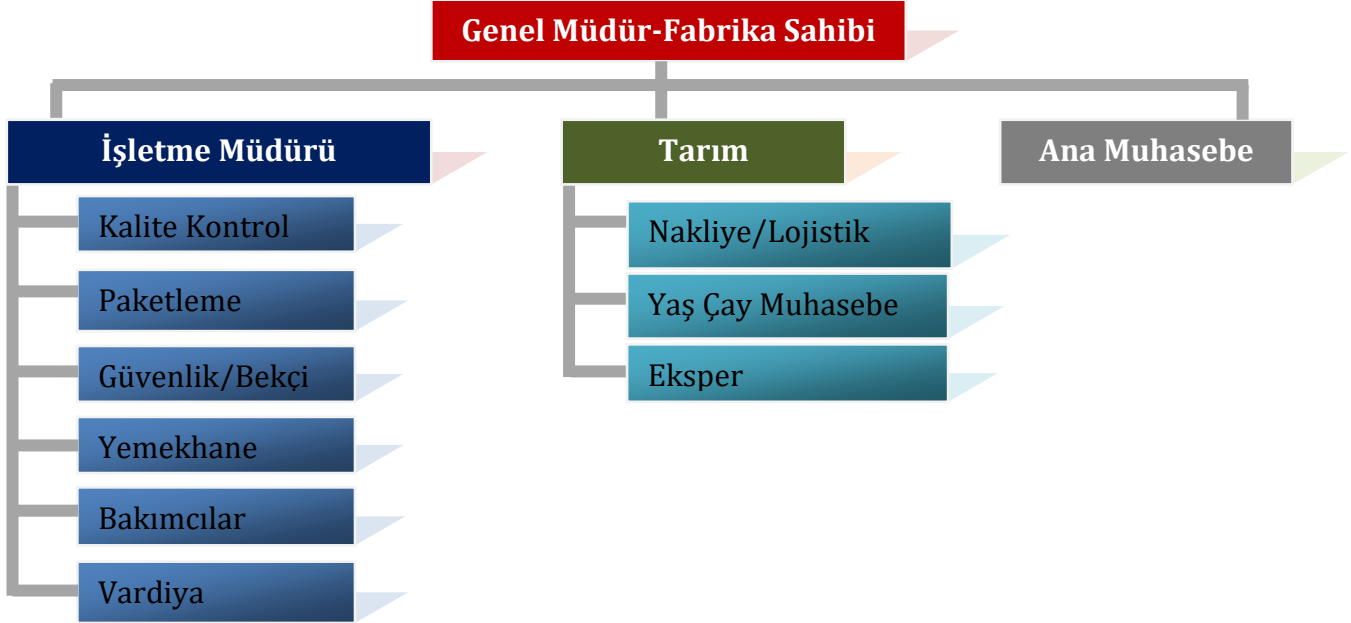 Genel Müdür-Fabrika Sahibi
İşletme Müdürü
Kalite Kontrol
Paketleme
Güvenlik/Bekçi
Yemekhane
Bakımcılar
Vardiya
Tarım
Nakliye/Lojistik
Yaş Çay Muhasebe
Eksper
Ana Muhasebe